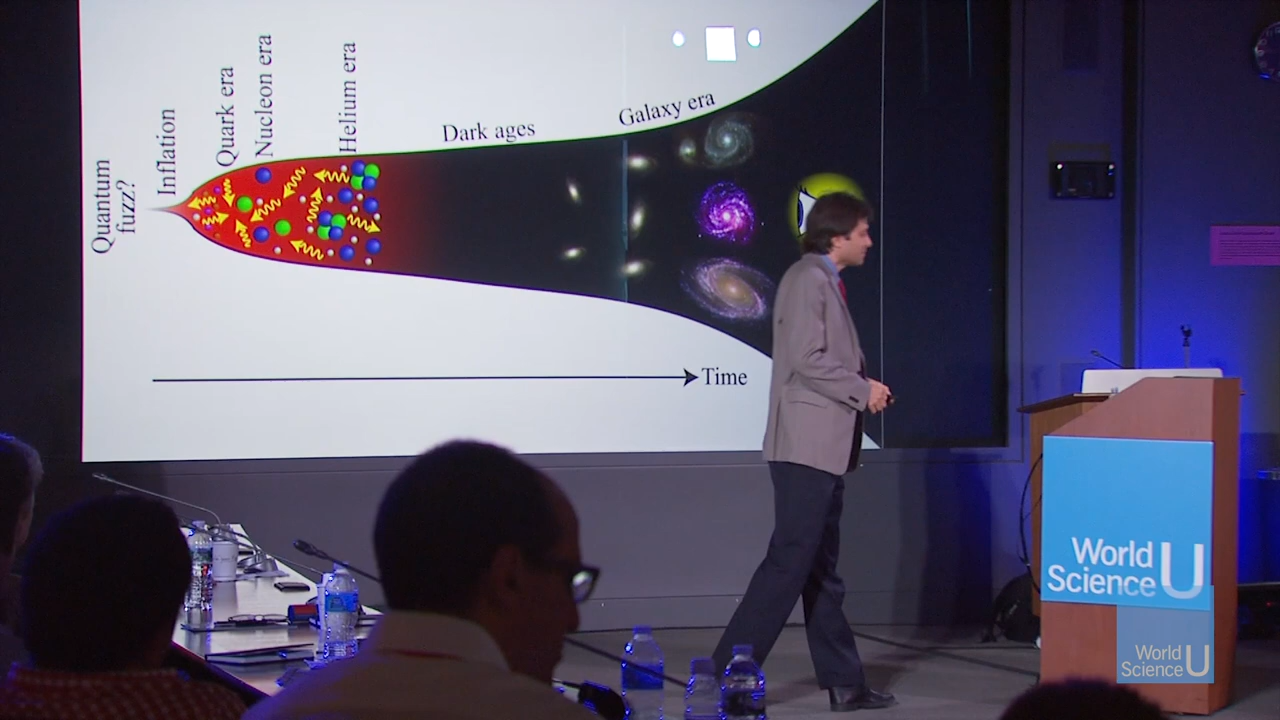 Quantum
fuzz?
Inflation
Quark era
Nucleon era
Helium era
Dark ages
Galaxy era
Time
World
Science U
World
Science U